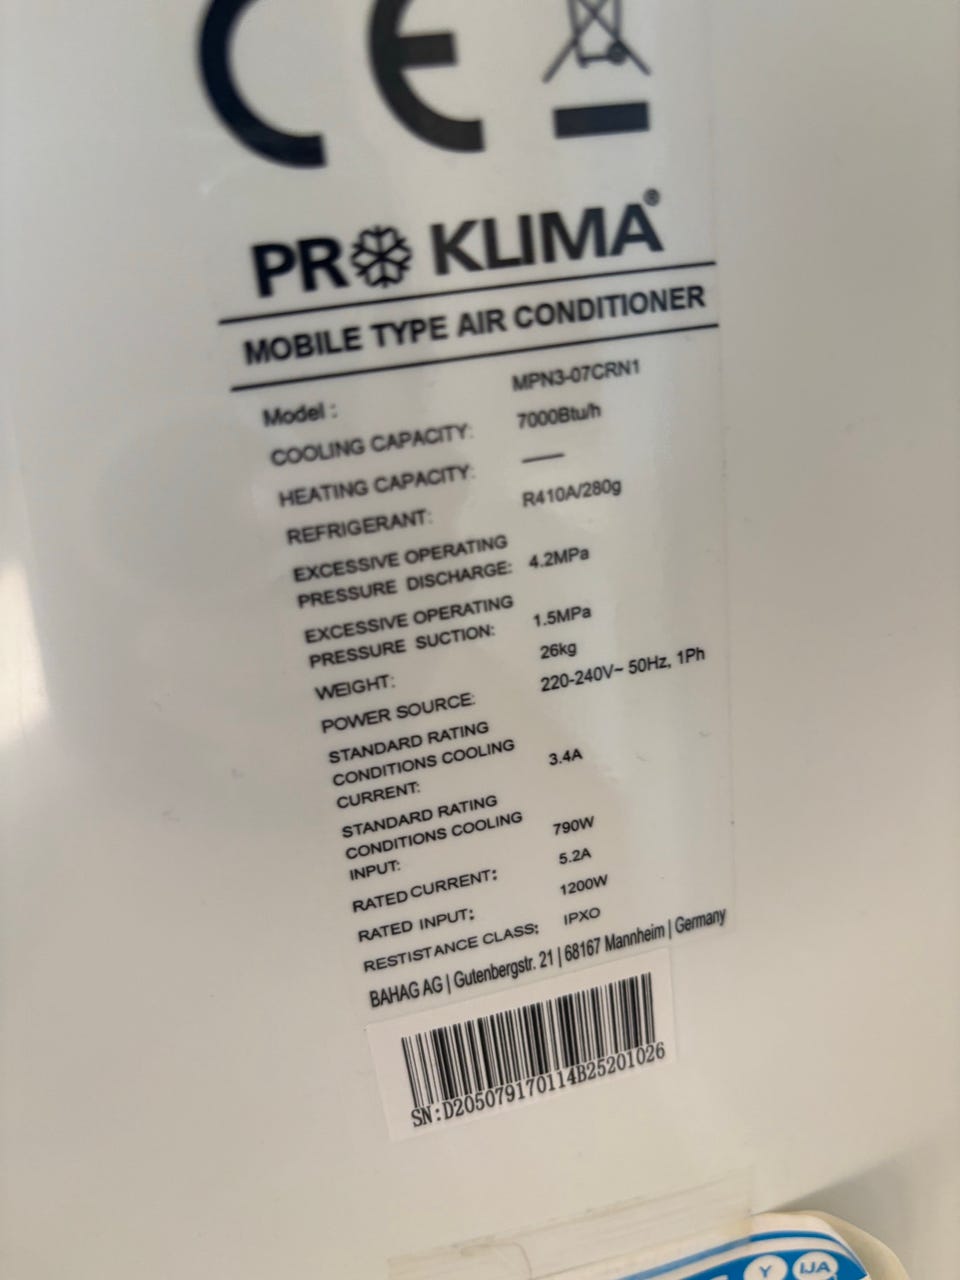 CE
PRO KLIMA®
MOBILE TYPE AIR CONDITIONER
Model : MPN3-07CRN1
COOLING CAPACITY: 7000Btu/h
HEATING CAPACITY: —
REFRIGERANT: R410A/280g
EXCESSIVE OPERATING
PRESSURE DISCHARGE: 4.2MPa
EXCESSIVE OPERATING
PRESSURE SUCTION: 1.5MPa
WEIGHT: 26kg
POWER SOURCE: 220-240V~ 50Hz, 1Ph
STANDARD RATING
CONDITIONS COOLING
CURRENT: 3.4A
STANDARD RATING
CONDITIONS COOLING
INPUT: 790W
RATED CURRENT: 5.2A
RATED INPUT: 1200W
RESTISTANCE CLASS: IPXO
BAHAG AG | Gutenbergstr. 21 | 68167 Mannheim | Germany
SN:D205079170114B25201026
Y IJA